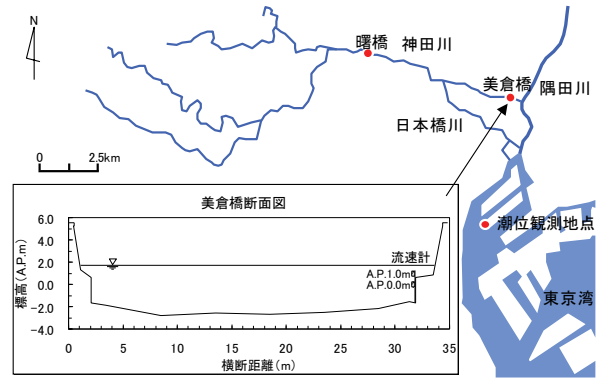 N
曙橋
神田川
美倉橋
隅田川
日本橋川
0 2.5km
潮位観測地点
東京湾
美倉橋断面図
標高(A.P.m)
6.0
4.0
2.0
0.0
-2.0
-4.0
流速計
A.P.1.0m
A.P.0.0m
0 5 10 15 20 25 30 35
横断距離(m)